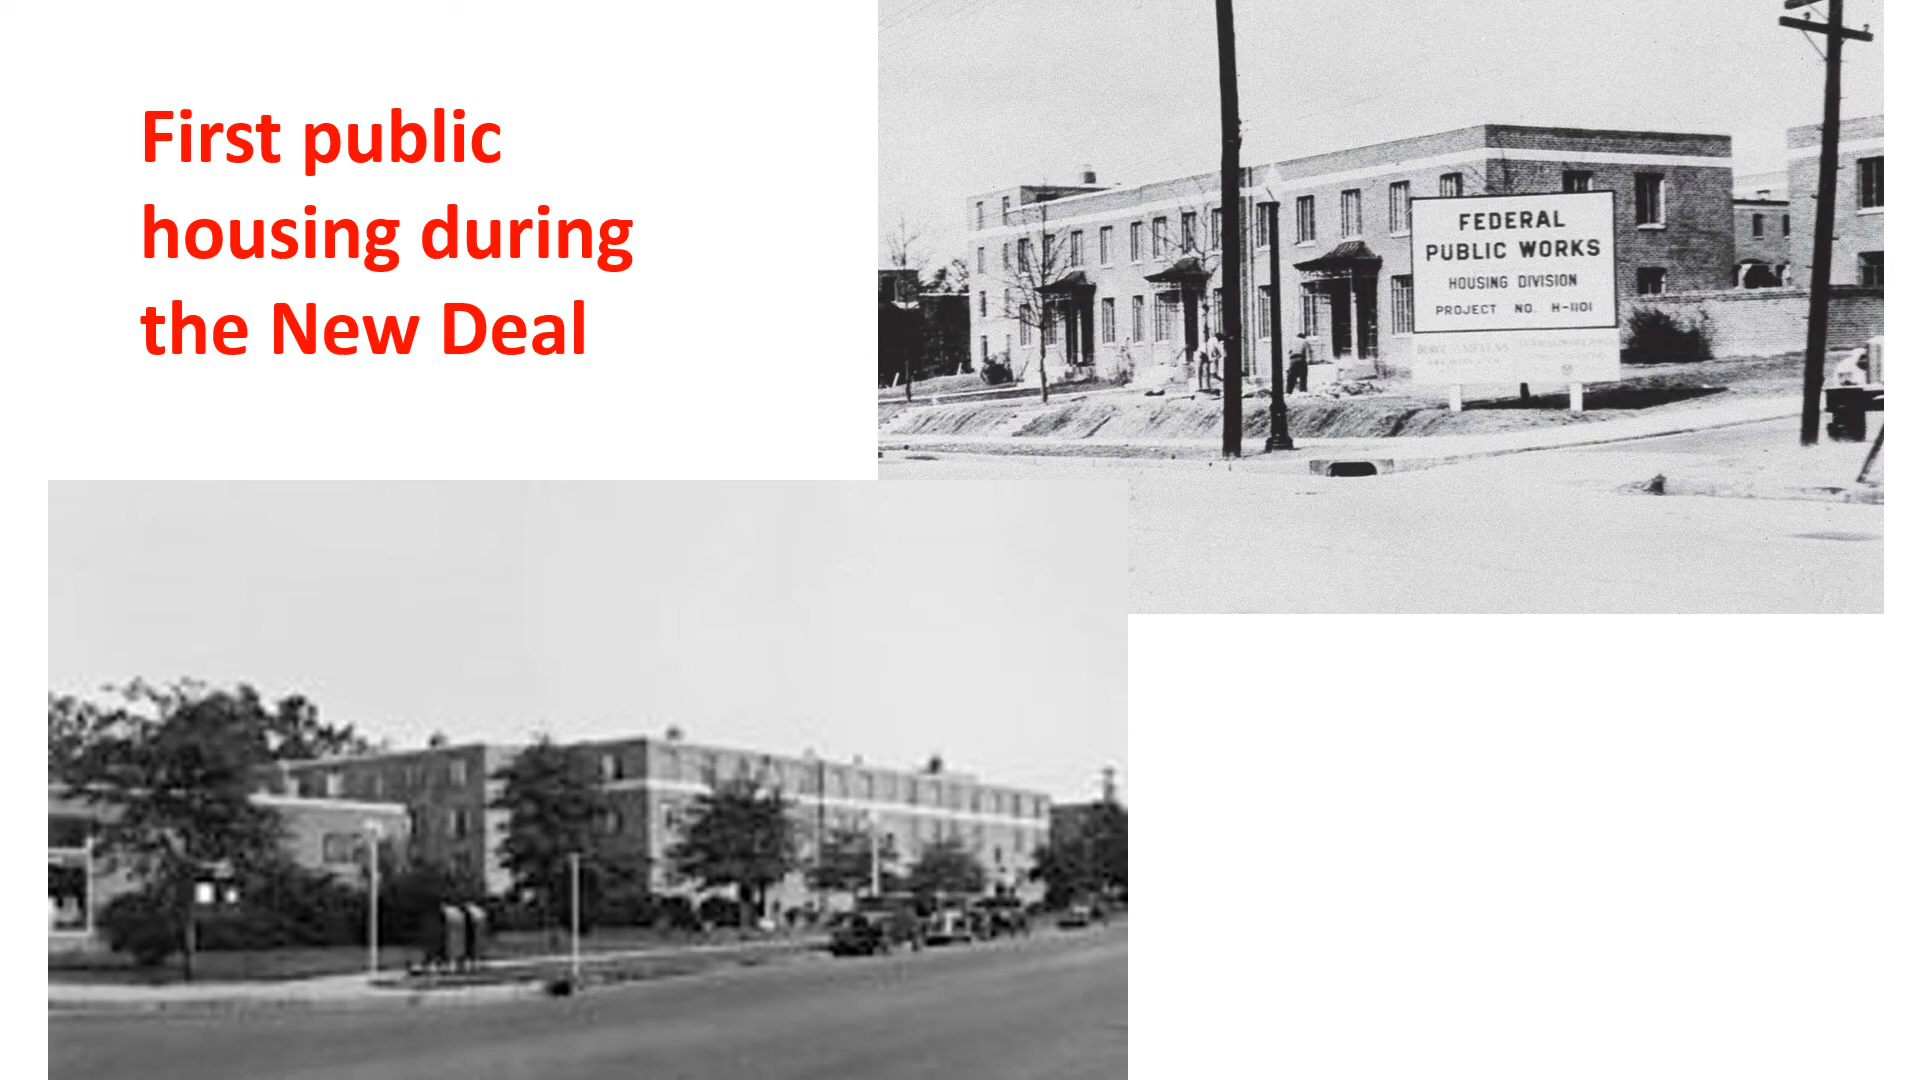 First public
housing during
the New Deal
FEDERAL
PUBLIC WORKS
HOUSING DIVISION
PROJECT NO. H-1101